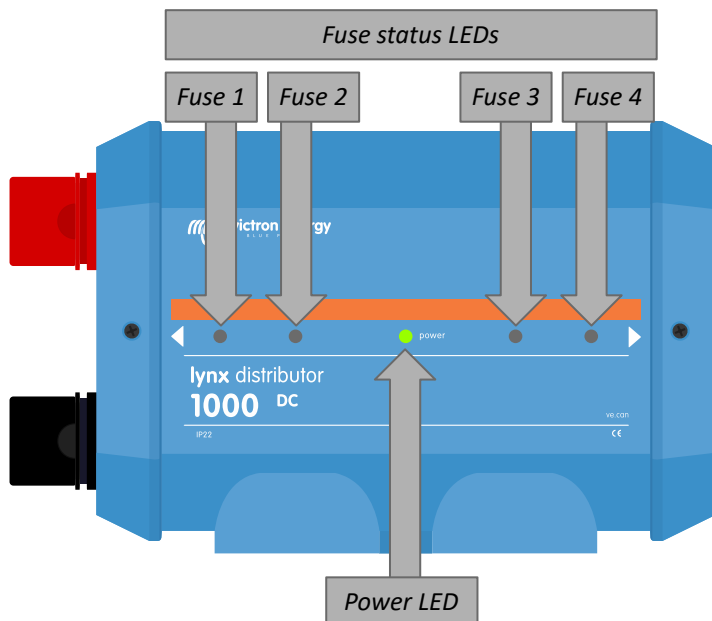 Fuse status LEDs
Fuse 1 Fuse 2 Fuse 3 Fuse 4
victron
BLUE
power
lynx distributor
1000 DC
ve.can
IP22 CE
Power LED